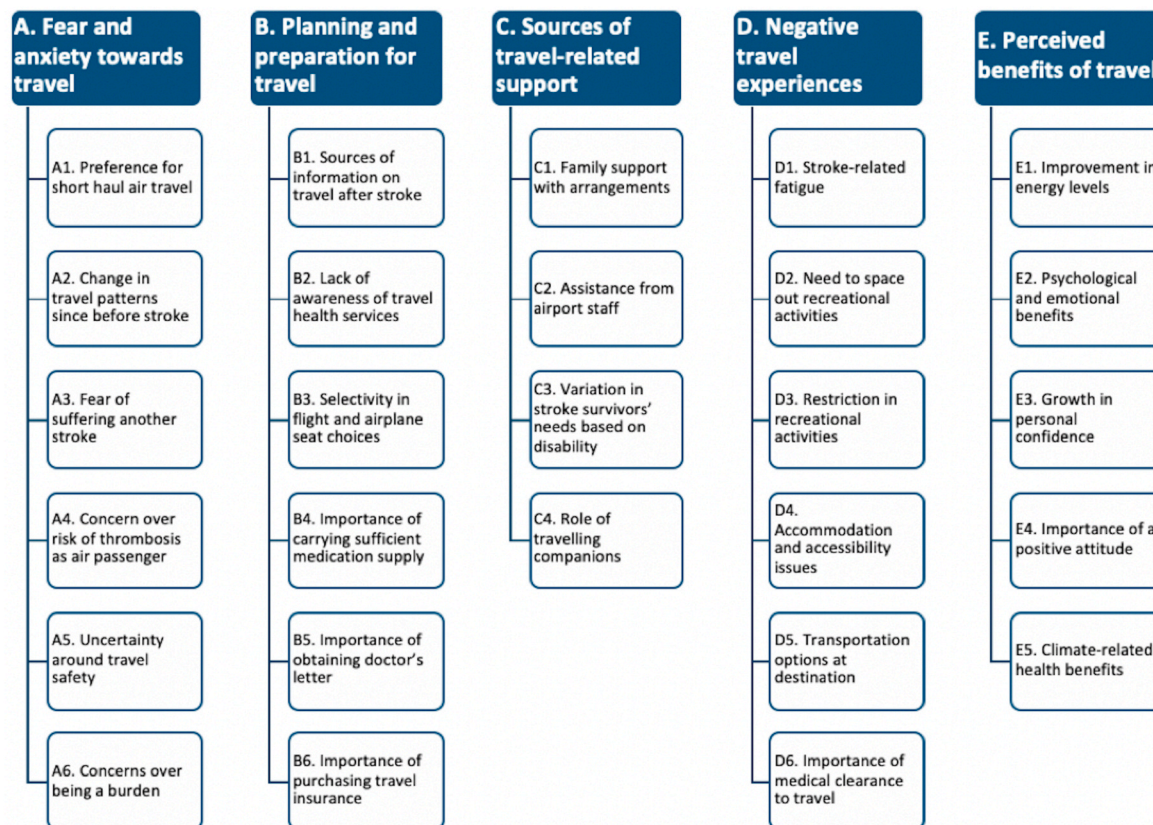 A. Fear and
anxiety towards
travel
A1. Preference for
short haul air travel
A2. Change in
travel patterns
since before stroke
A3. Fear of
suffering another
stroke
A4. Concern over
risk of thrombosis
as air passenger
A5. Uncertainty
around travel
safety
A6. Concerns over
being a burden
B. Planning and
preparation for
travel
B1. Sources of
information on
travel after stroke
B2. Lack of
awareness of travel
health services
B3. Selectivity in
flight and airplane
seat choices
B4. Importance of
carrying sufficient
medication supply
B5. Importance of
obtaining doctor's
letter
B6. Importance of
purchasing travel
insurance
C. Sources of
travel-related
support
C1. Family support
with arrangements
C2. Assistance from
airport staff
C3. Variation in
stroke survivors'
needs based on
disability
C4. Role of
travelling
companions
D. Negative
travel
experiences
D1. Stroke-related
fatigue
D2. Need to space
out recreational
activities
D3. Restriction in
recreational
activities
D4.
Accommodation
and accessibility
issues
D5. Transportation
options at
destination
D6. Importance of
medical clearance
to travel
E. Perceived
benefits of travel
E1. Improvement in
energy levels
E2. Psychological
and emotional
benefits
E3. Growth in
personal
confidence
E4. Importance of a
positive attitude
E5. Climate-related
health benefits